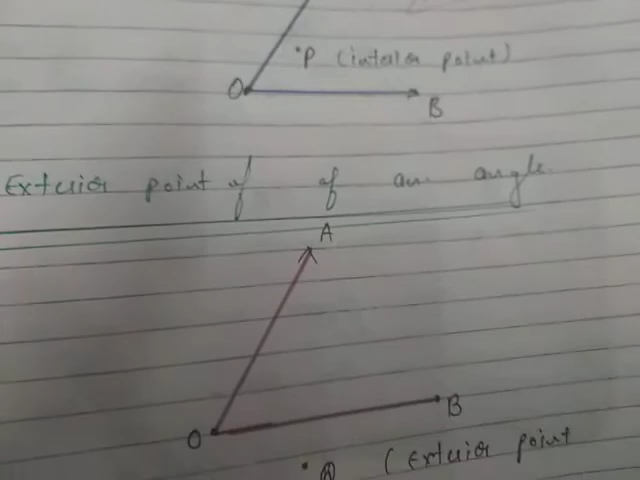 P (interior point)
O B
Exterior point of of an angle
A
B
O
Q (Exterior point